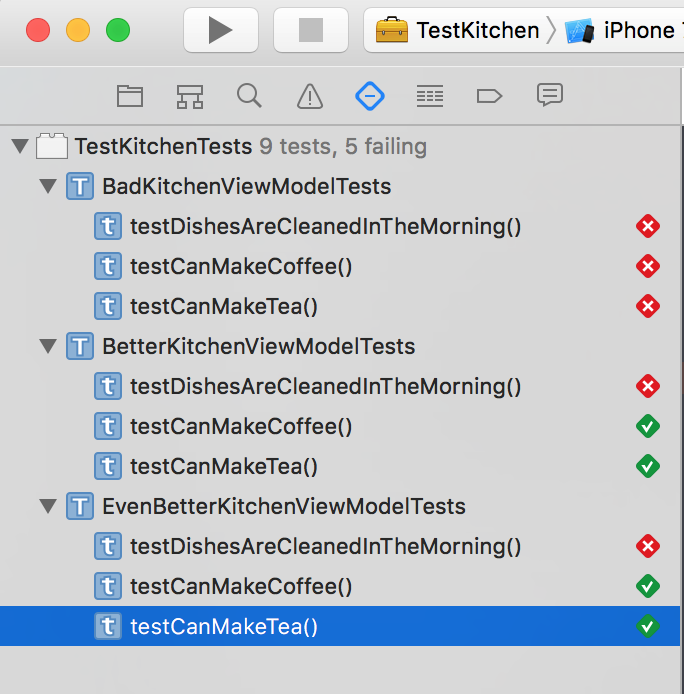 TestKitchen iPhone
TestKitchenTests 9 tests, 5 failing
T BadKitchenViewModelTests
t testDishesAreCleanedInTheMorning()
t testCanMakeCoffee()
t testCanMakeTea()
T BetterKitchenViewModelTests
t testDishesAreCleanedInTheMorning()
t testCanMakeCoffee()
t testCanMakeTea()
T EvenBetterKitchenViewModelTests
t testDishesAreCleanedInTheMorning()
t testCanMakeCoffee()
t testCanMakeTea()